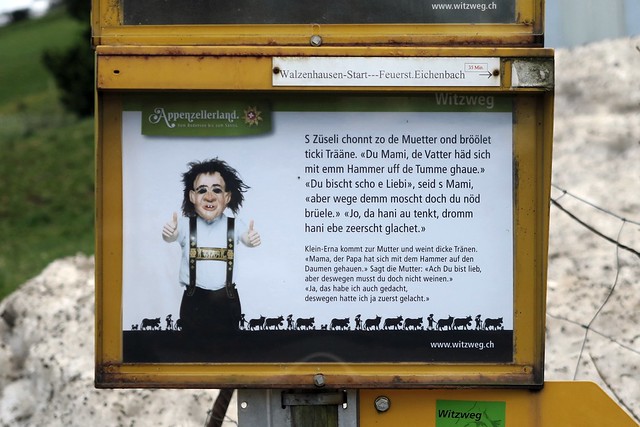 www.witzweg.ch
33 Min
Walzenhausen-Start---Feuerst.Eichenbach
Witzweg
Appenzellerland.
S Züseli chonnt zo de Muetter ond bröölet
ticki Trääne. «Du Mami, de Vatter häd sich
mit emm Hammer uff de Tumme ghaue.»
«Du bischt scho e Liebi», seid s Mami,
«aber wege demm moscht doch du nöd
brüele.» «Jo, da hani au tenkt, dromm
hani ebe zeerscht glachet.»
Klein-Erna kommt zur Mutter und weint dicke Tränen.
«Mama, der Papa hat sich mit dem Hammer auf den
Daumen gehauen.» Sagt die Mutter: «Ach Du bist lieb,
aber deswegen musst du doch nicht weinen.»
«Ja, das habe ich auch gedacht,
deswegen hatte ich ja zuerst gelacht.»
www.witzweg.ch
Witzweg